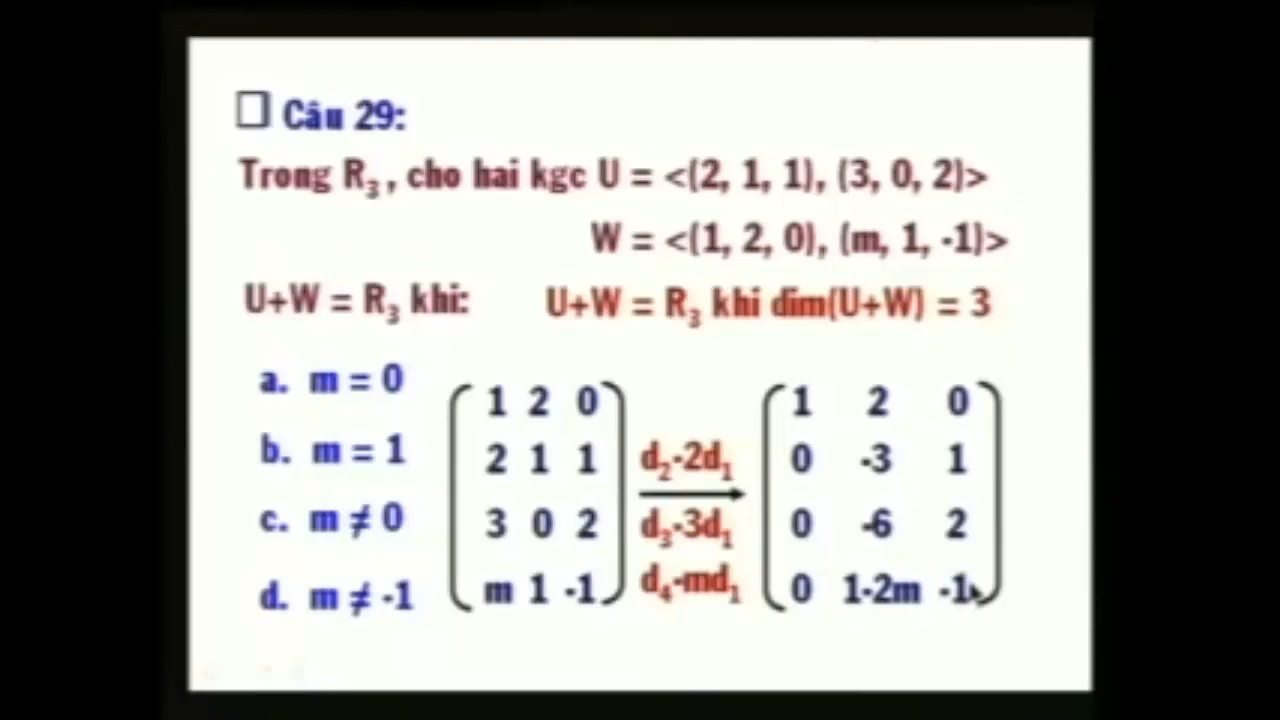 Câu 29:
Trong R₃, cho hai kgc U = <(2, 1, 1), (3, 0, 2)>
W = <(1, 2, 0), (m, 1, -1)>
U+W = R₃ khi: U+W = R₃ khi dim(U+W) = 3
a. m = 0
b. m = 1
c. m ≠ 0
d. m ≠ -1
1 2 0
2 1 1
3 0 2
m 1 -1
d₂-2d₁
d₃-3d₁
d₄-md₁
1 2 0
0 -3 1
0 -6 2
0 1-2m -1